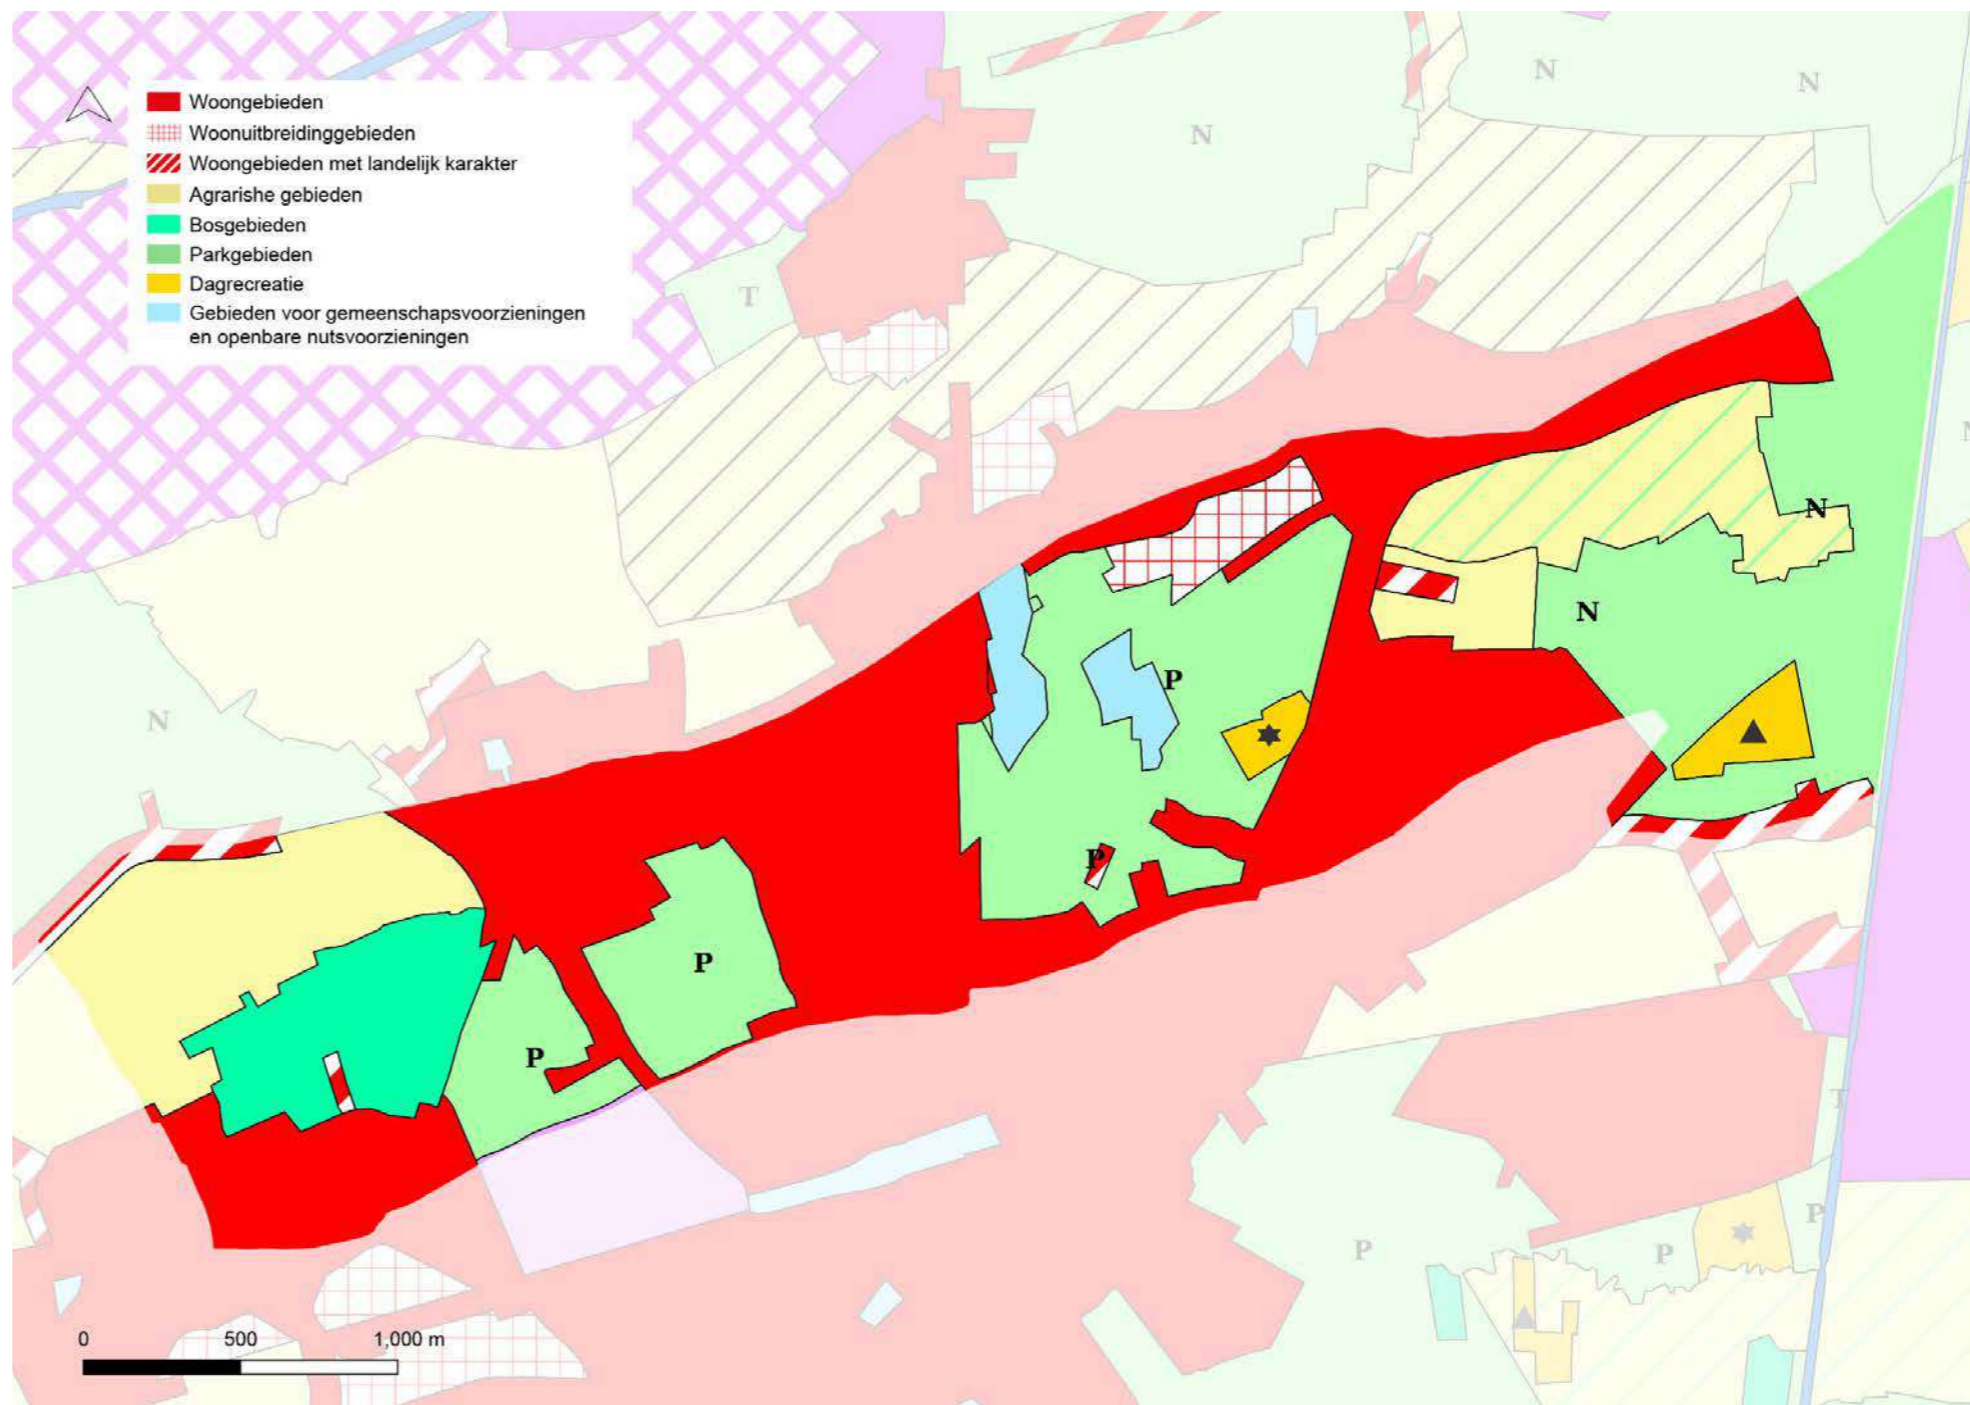 N
N
N
Woongebieden
Woonuitbreidinggebieden
Woongebieden met landelijk karakter
Agrarishe gebieden
Bosgebieden
Parkgebieden
Dagrecreatie
Gebieden voor gemeenschapsvoorzieningen
en openbare nutsvoorzieningen
T
N
N
P
N
P
P
P
T
P
P
P
0 500 1,000 m